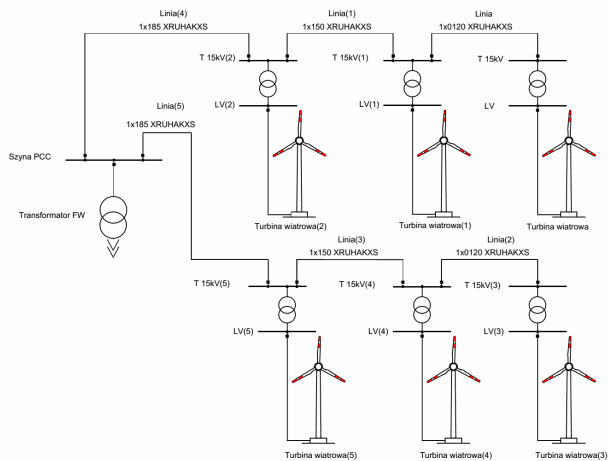 Linia(4)
1x185 XRUHAKXS
Linia(1)
1x150 XRUHAKXS
Linia
1x0120 XRUHAKXS
T 15kV(2)
T 15kV(1)
T 15kV
LV(2)
LV(1)
LV
Linia(5)
1x185 XRUHAKXS
Szyna PCC
Transformator FW
Turbina wiatrowa(2)
Turbina wiatrowa(1)
Turbina wiatrowa
Linia(3)
1x150 XRUHAKXS
Linia(2)
1x0120 XRUHAKXS
T 15kV(5)
T 15kV(4)
T 15kV(3)
LV(5)
LV(4)
LV(3)
Turbina wiatrowa(5)
Turbina wiatrowa(4)
Turbina wiatrowa(3)